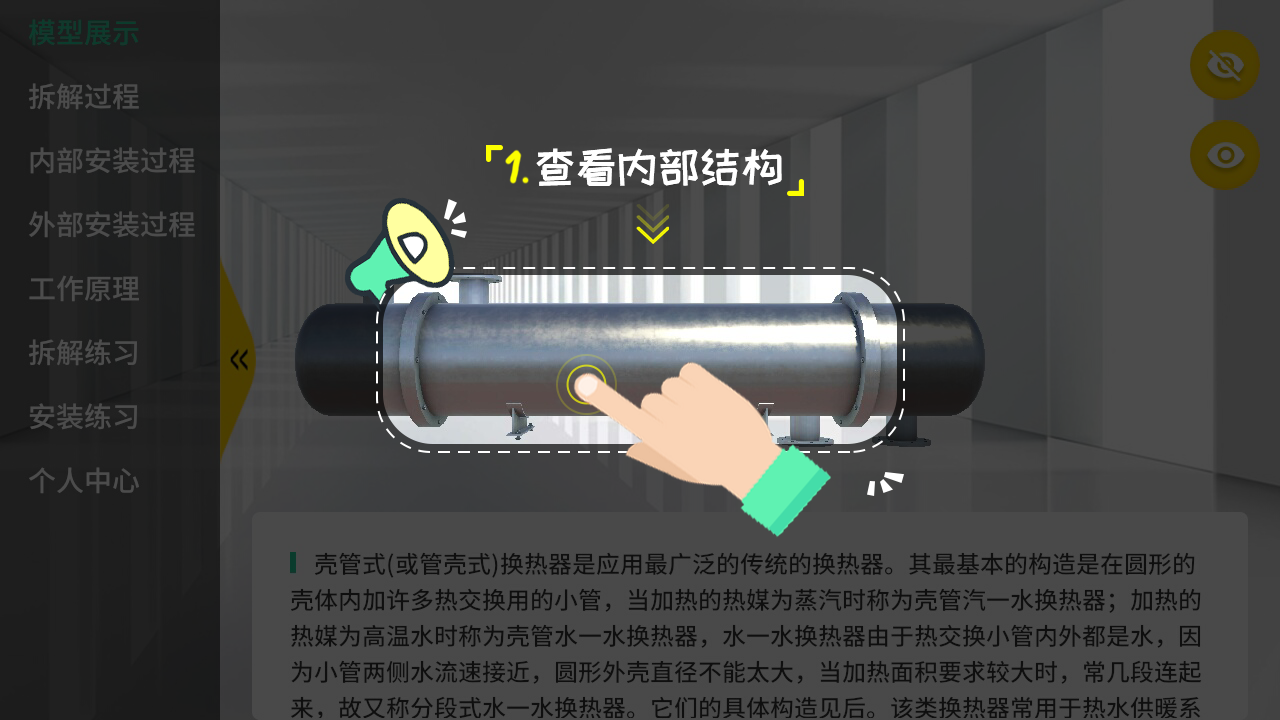 模型展示
拆解过程
内部安装过程
外部安装过程
工作原理
拆解练习
安装练习
个人中心
1.查看内部结构
壳管式(或管壳式)换热器是应用最广泛的传统的换热器。其最基本的构造是在圆形的
壳体内加许多热交换用的小管，当加热的热媒为蒸汽时称为壳管汽一水换热器；加热的
热媒为高温水时称为壳管水一水换热器，水一水换热器由于热交换小管内外都是水，因
为小管两侧水流速接近，圆形外壳直径不能太大，当加热面积要求较大时，常几段连起
来，故又称分段式水一水换热器。它们的具体构造见后。该类换热器常用于热水供暖系